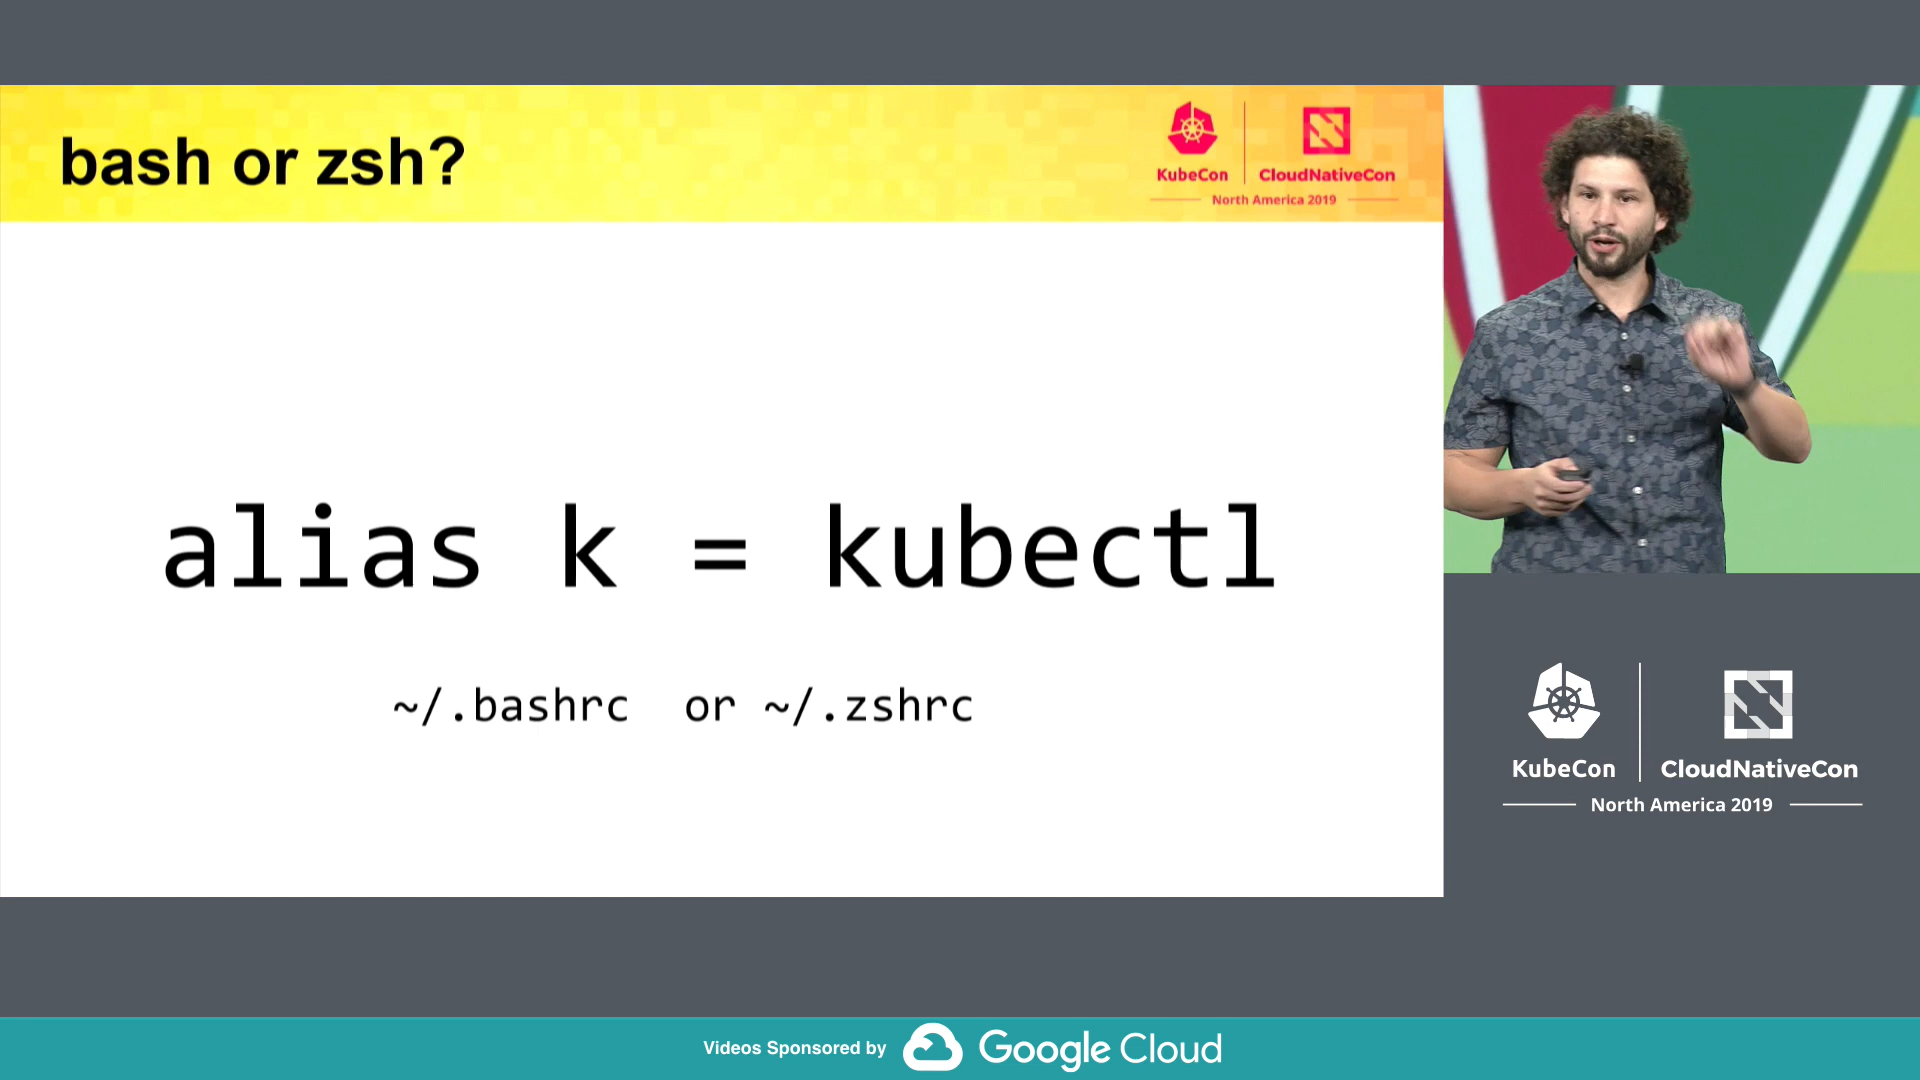 bash or zsh?
KubeCon
CloudNativeCon
North America 2019
alias k = kubectl
~/.bashrc or ~/.zshrc
KubeCon
CloudNativeCon
North America 2019
Videos Sponsored by Google Cloud